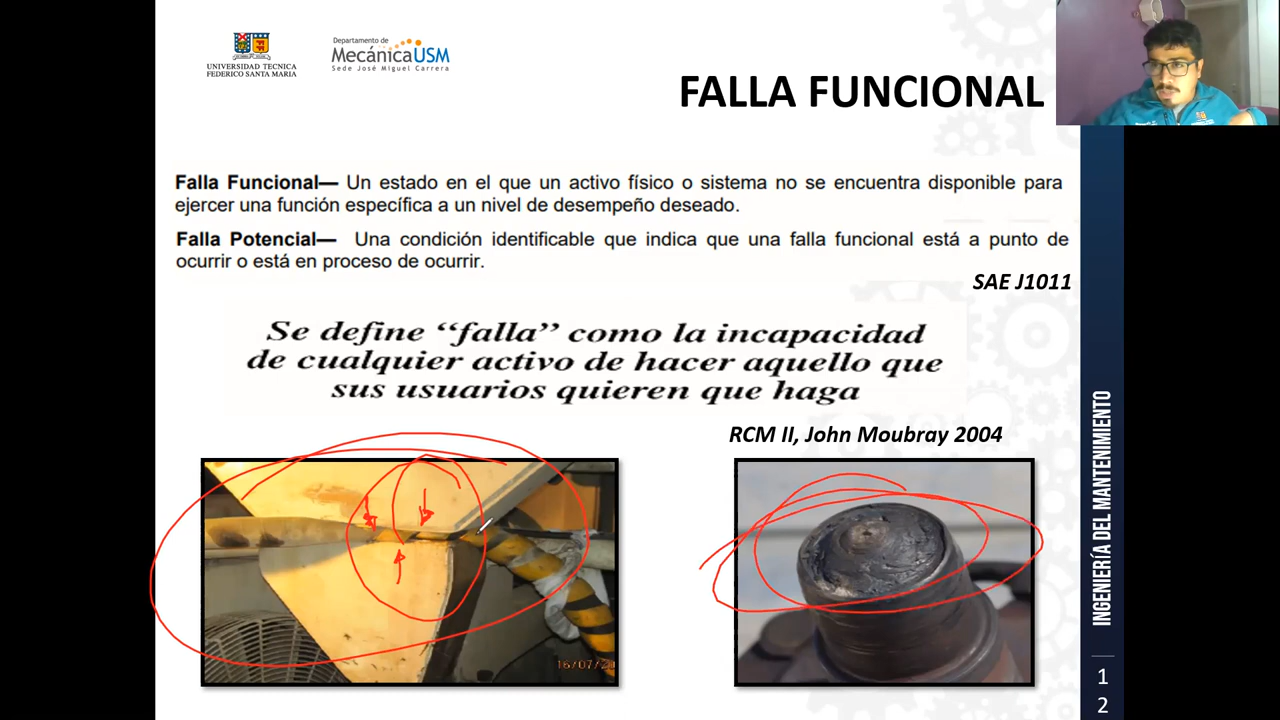 UNIVERSIDAD TECNICA
FEDERICO SANTA MARIA
Departamento de
MecánicaUSM
Sede José Miguel Carrera
FALLA FUNCIONAL
Falla Funcional— Un estado en el que un activo físico o sistema no se encuentra disponible para
ejercer una función específica a un nivel de desempeño deseado.
Falla Potencial— Una condición identificable que indica que una falla funcional está a punto de
ocurrir o está en proceso de ocurrir.
SAE J1011
Se define “falla” como la incapacidad
de cualquier activo de hacer aquello que
sus usuarios quieren que haga
RCM II, John Moubray 2004
16/07/20
INGENIERÍA DEL MANTENIMIENTO
1
2